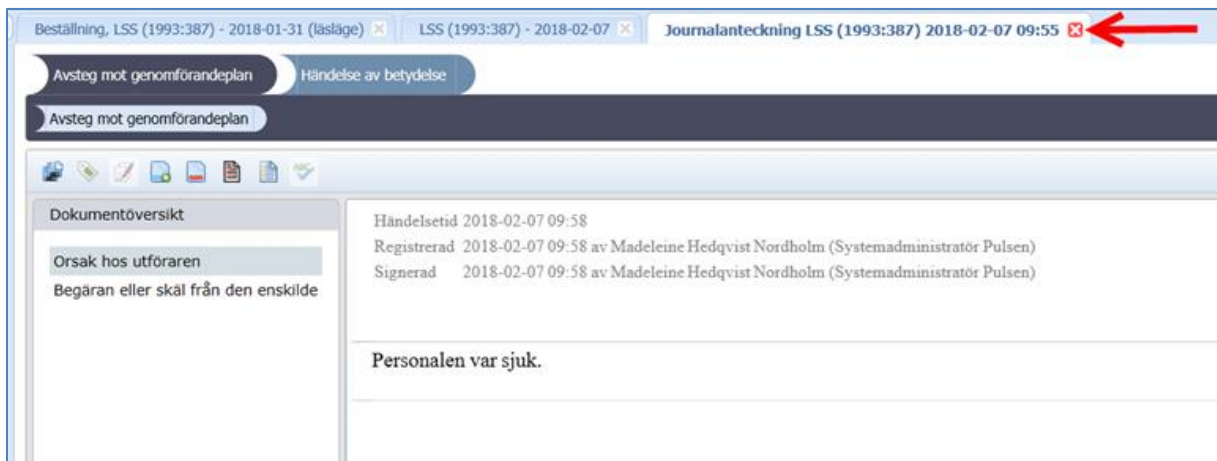 Beställning, LSS (1993:387) - 2018-01-31 (läsläge)
LSS (1993:387) - 2018-02-07
Journalanteckning LSS (1993:387) 2018-02-07 09:55
Avsteg mot genomförandeplan
Händelse av betydelse
Avsteg mot genomförandeplan
Dokumentöversikt
Orsak hos utföraren
Begäran eller skäl från den enskilde
Händelsetid 2018-02-07 09:58
Registrerad 2018-02-07 09:58 av Madeleine Hedqvist Nordholm (Systemadministratör Pulsen)
Signerad 2018-02-07 09:58 av Madeleine Hedqvist Nordholm (Systemadministratör Pulsen)
Personalen var sjuk.